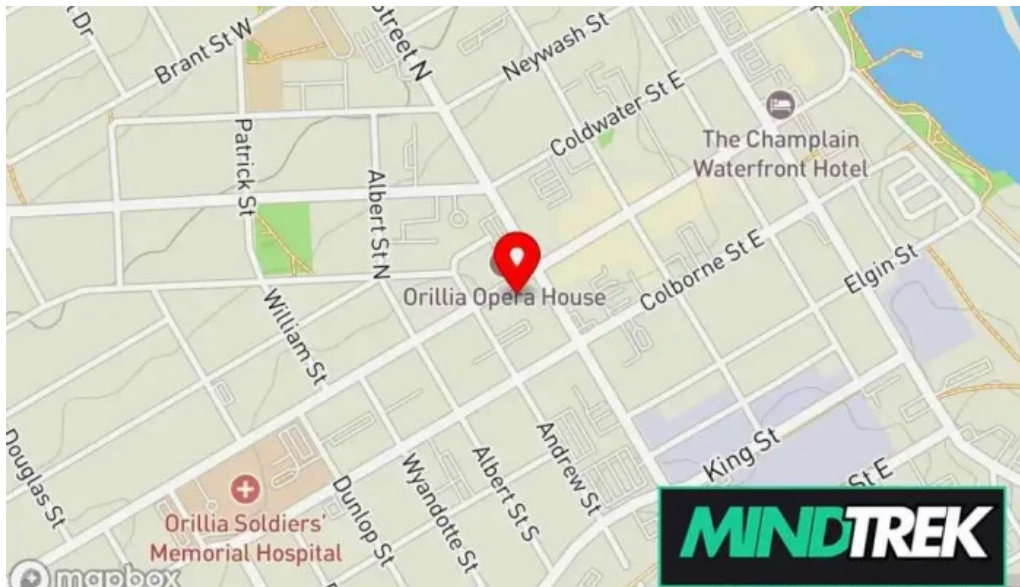 Dr
Brant St W
Street N
Neywash St
Coldwater St E
The Champlain
Waterfront Hotel
Patrick St
Albert St N
Orillia Opera House
Colborne St E
Elgin St
William St
Douglas St
Orillia Soldiers'
Memorial Hospital
Dunlop St
Wyandotte St
Albert St S
Andrew St
King St
St E
MINDTREK
mapbox